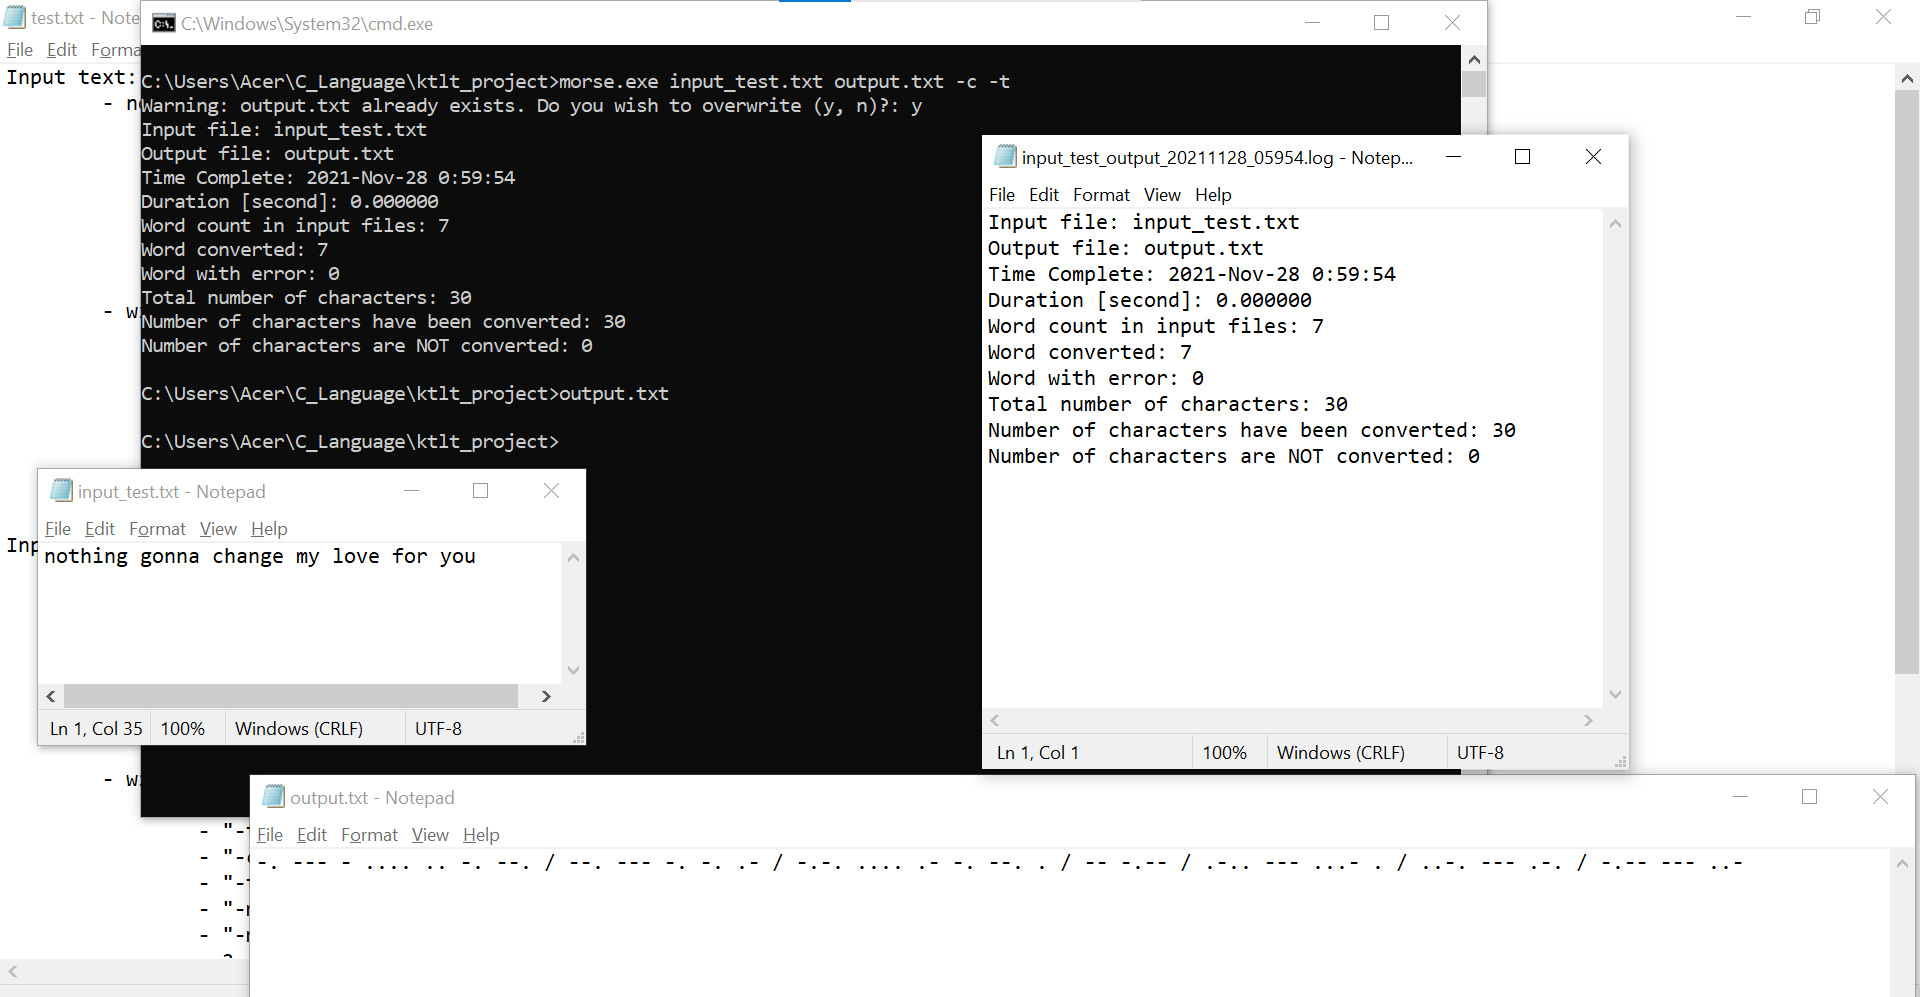 test.txt - Note
File Edit Forma
Input text:
- n
- w
Inp
- w
- "-
- "-
- "-
- "-
- "-
C:\Windows\System32\cmd.exe
C:\Users\Acer\C_Language\ktlt_project>morse.exe input_test.txt output.txt -c -t
Warning: output.txt already exists. Do you wish to overwrite (y, n)?: y
Input file: input_test.txt
Output file: output.txt
Time Complete: 2021-Nov-28 0:59:54
Duration [second]: 0.000000
Word count in input files: 7
Word converted: 7
Word with error: 0
Total number of characters: 30
Number of characters have been converted: 30
Number of characters are NOT converted: 0
C:\Users\Acer\C_Language\ktlt_project>output.txt
C:\Users\Acer\C_Language\ktlt_project>
input_test_output_20211128_05954.log - Notep...
File Edit Format View Help
Input file: input_test.txt
Output file: output.txt
Time Complete: 2021-Nov-28 0:59:54
Duration [second]: 0.000000
Word count in input files: 7
Word converted: 7
Word with error: 0
Total number of characters: 30
Number of characters have been converted: 30
Number of characters are NOT converted: 0
Ln 1, Col 1 100% Windows (CRLF) UTF-8
input_test.txt - Notepad
File Edit Format View Help
nothing gonna change my love for you
Ln 1, Col 35 100% Windows (CRLF) UTF-8
output.txt - Notepad
File Edit Format View Help
-. --- - .... .. -. --. / --. --- -. -. .- / -.-. .... .- -. --. . / -- -.-- / .-.. --- ...- . / ..-. --- .-. / -.-- --- ..-